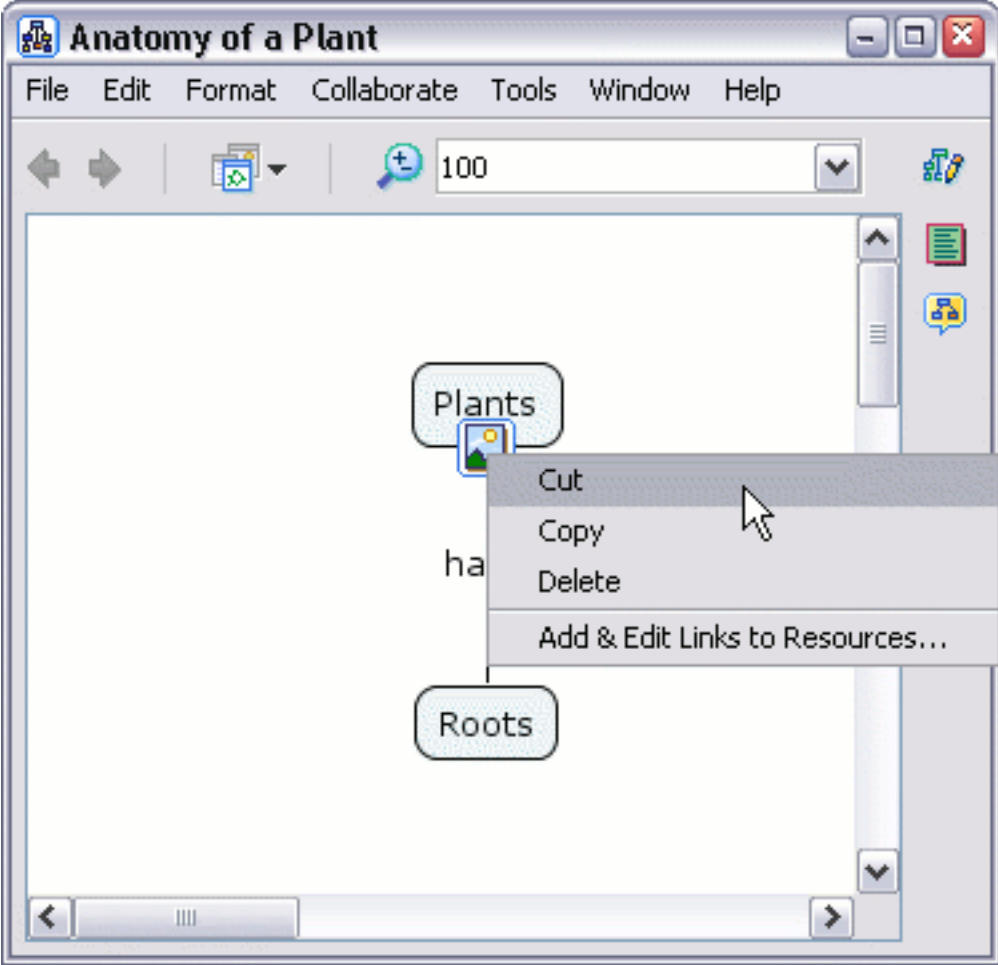 Anatomy of a Plant
File Edit Format Collaborate Tools Window Help
100
Plants
Cut
Copy
ha
Delete
Add & Edit Links to Resources...
Roots